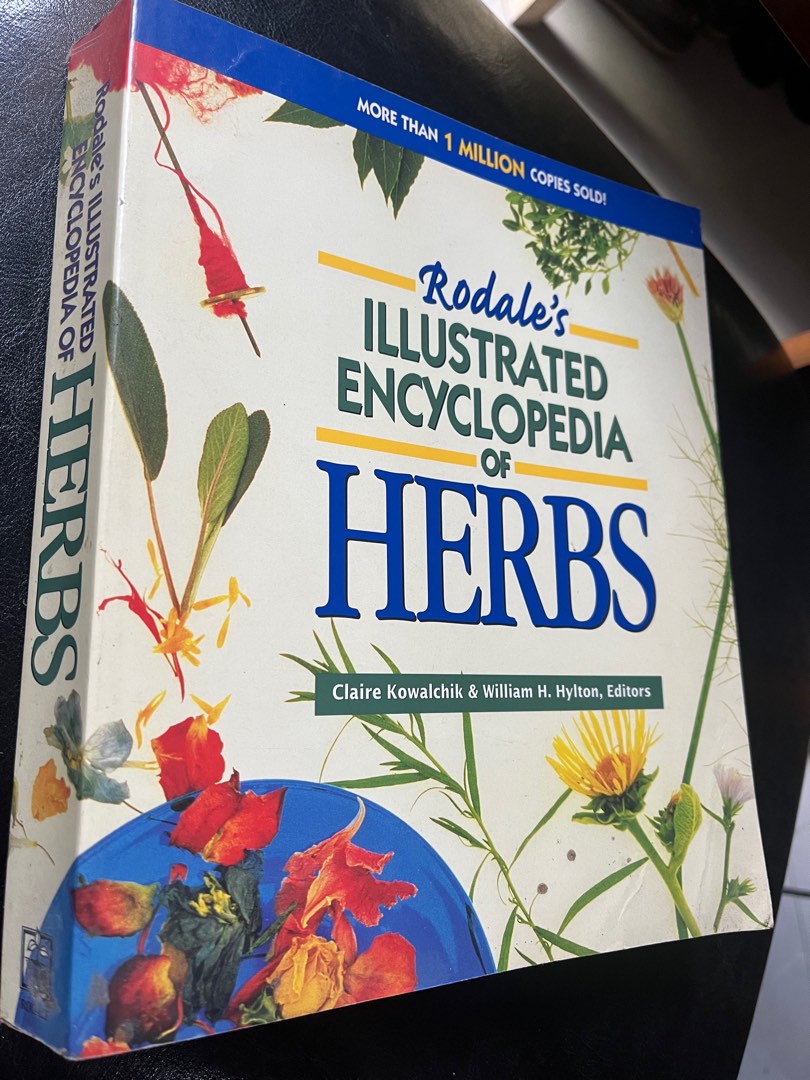 MORE THAN 1 MILLION COPIES SOLD!
Rodale's
ILLUSTRATED
ENCYCLOPEDIA
OF
HERBS
Claire Kowalchik & William H. Hylton, Editors
Rodale's ILLUSTRATED
ENCYCLOPEDIA OF
HERBS